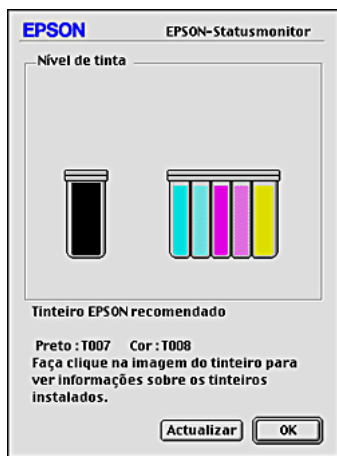 EPSON EPSON-Statusmonitor
Nível de tinta
Tinteiro EPSON recomendado
Preto : T007 Cor : T008
Faça clique na imagem do tinteiro para
ver informações sobre os tinteiros
instalados.
Actualizar OK